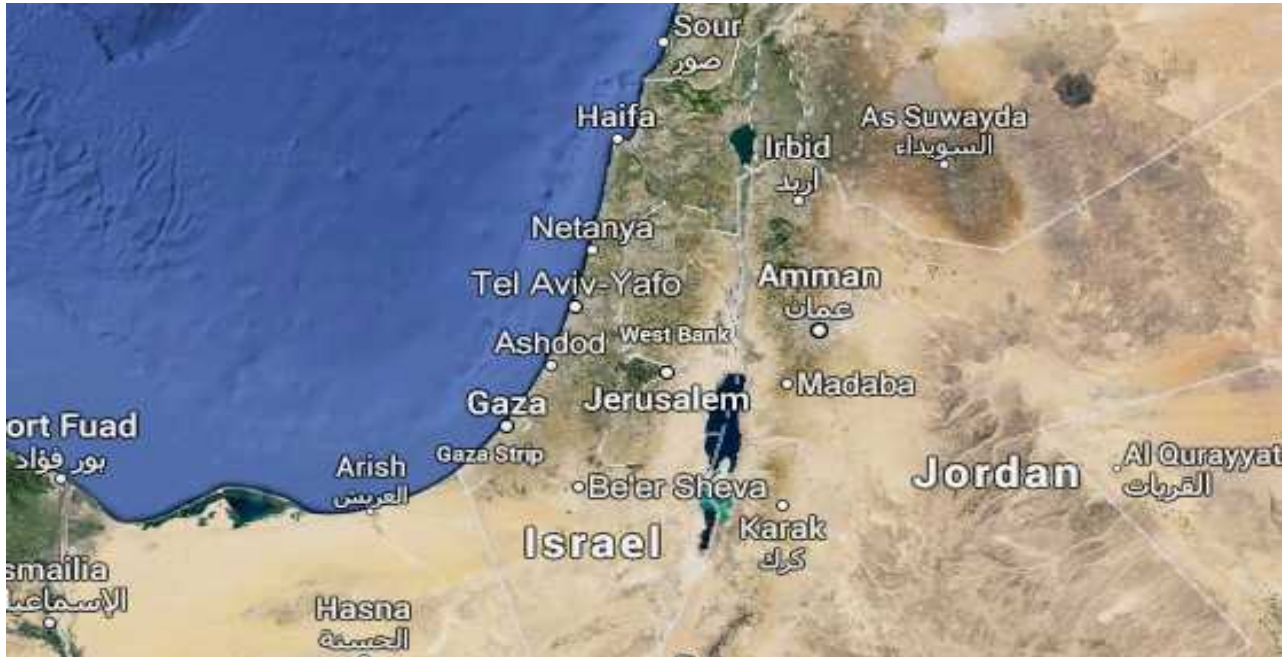 Sour
صور
Haifa
As Suwayda
السويداء
Irbid
اربد
Netanya
Amman
عمان
Tel Aviv-Yafo
West Bank
Ashdod
Madaba
Jerusalem
Gaza
ort Fuad
بور فؤاد
Gaza Strip
Arish
العريش
Al Qurayyat
القريات
Jordan
Be'er Sheva
Karak
كرك
Israel
smailia
الإسماعيلي
Hasna
الحسنة